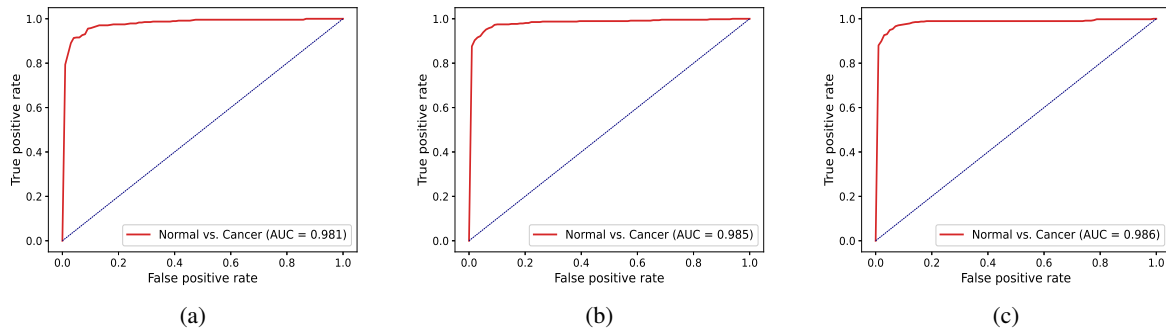 True positive rate
1.0
0.8
0.6
0.4
0.2
0.0
Normal vs. Cancer (AUC = 0.981)
0.0 0.2 0.4 0.6 0.8 1.0
False positive rate
(a)
True positive rate
1.0
0.8
0.6
0.4
0.2
0.0
Normal vs. Cancer (AUC = 0.985)
0.0 0.2 0.4 0.6 0.8 1.0
False positive rate
(b)
True positive rate
1.0
0.8
0.6
0.4
0.2
0.0
Normal vs. Cancer (AUC = 0.986)
0.0 0.2 0.4 0.6 0.8 1.0
False positive rate
(c)